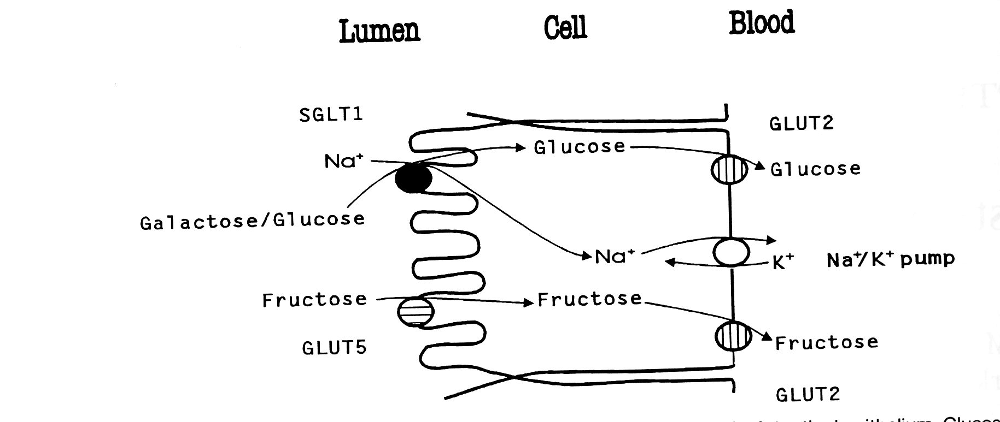 Lumen Cell Blood
SGLT1
GLUT2
Na⁺
Glucose
Glucose
Galactose/Glucose
Na⁺
K⁺
Na⁺/K⁺ pump
Fructose
Fructose
Fructose
GLUT5
GLUT2